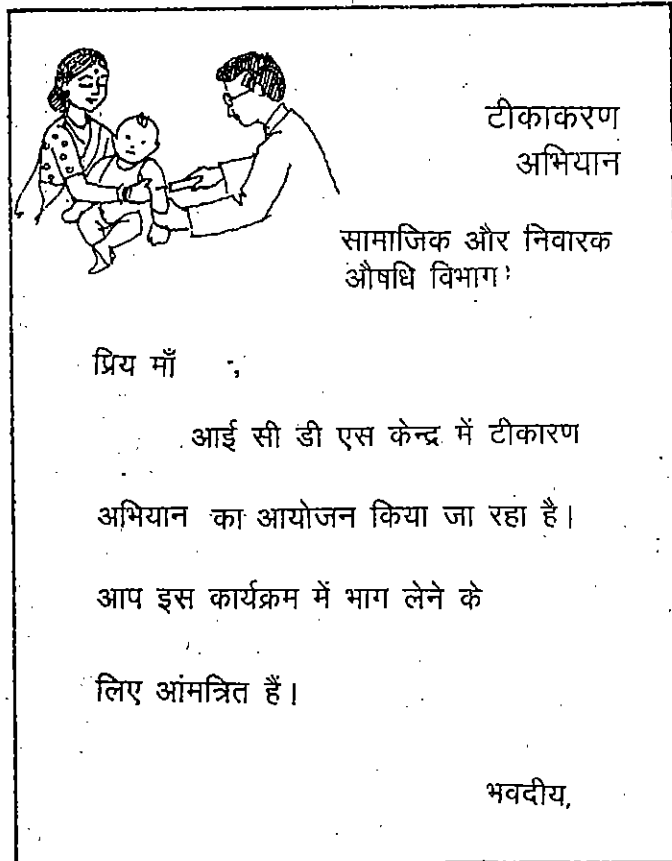 टीकाकरण
अभियान
सामाजिक और निवारक
औषधि विभाग:
प्रिय माँ ,
आई सी डी एस केन्द्र में टीकारण
अभियान का आयोजन किया जा रहा है।
आप इस कार्यक्रम में भाग लेने के
लिए आंमत्रित हैं।
भवदीय,